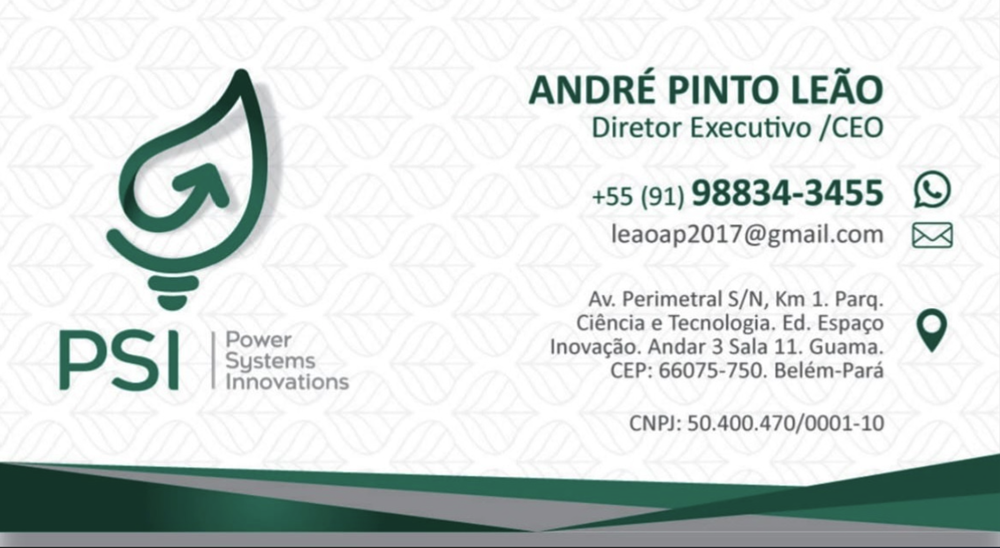 PSI
Power
Systems
Innovations
ANDRÉ PINTO LEÃO
Diretor Executivo /CEO
+55 (91) 98834-3455
leaoap2017@gmail.com
Av. Perimetral S/N, Km 1. Parq.
Ciência e Tecnologia. Ed. Espaço
Inovação. Andar 3 Sala 11. Guama.
CEP: 66075-750. Belém-Pará
CNPJ: 50.400.470/0001-10